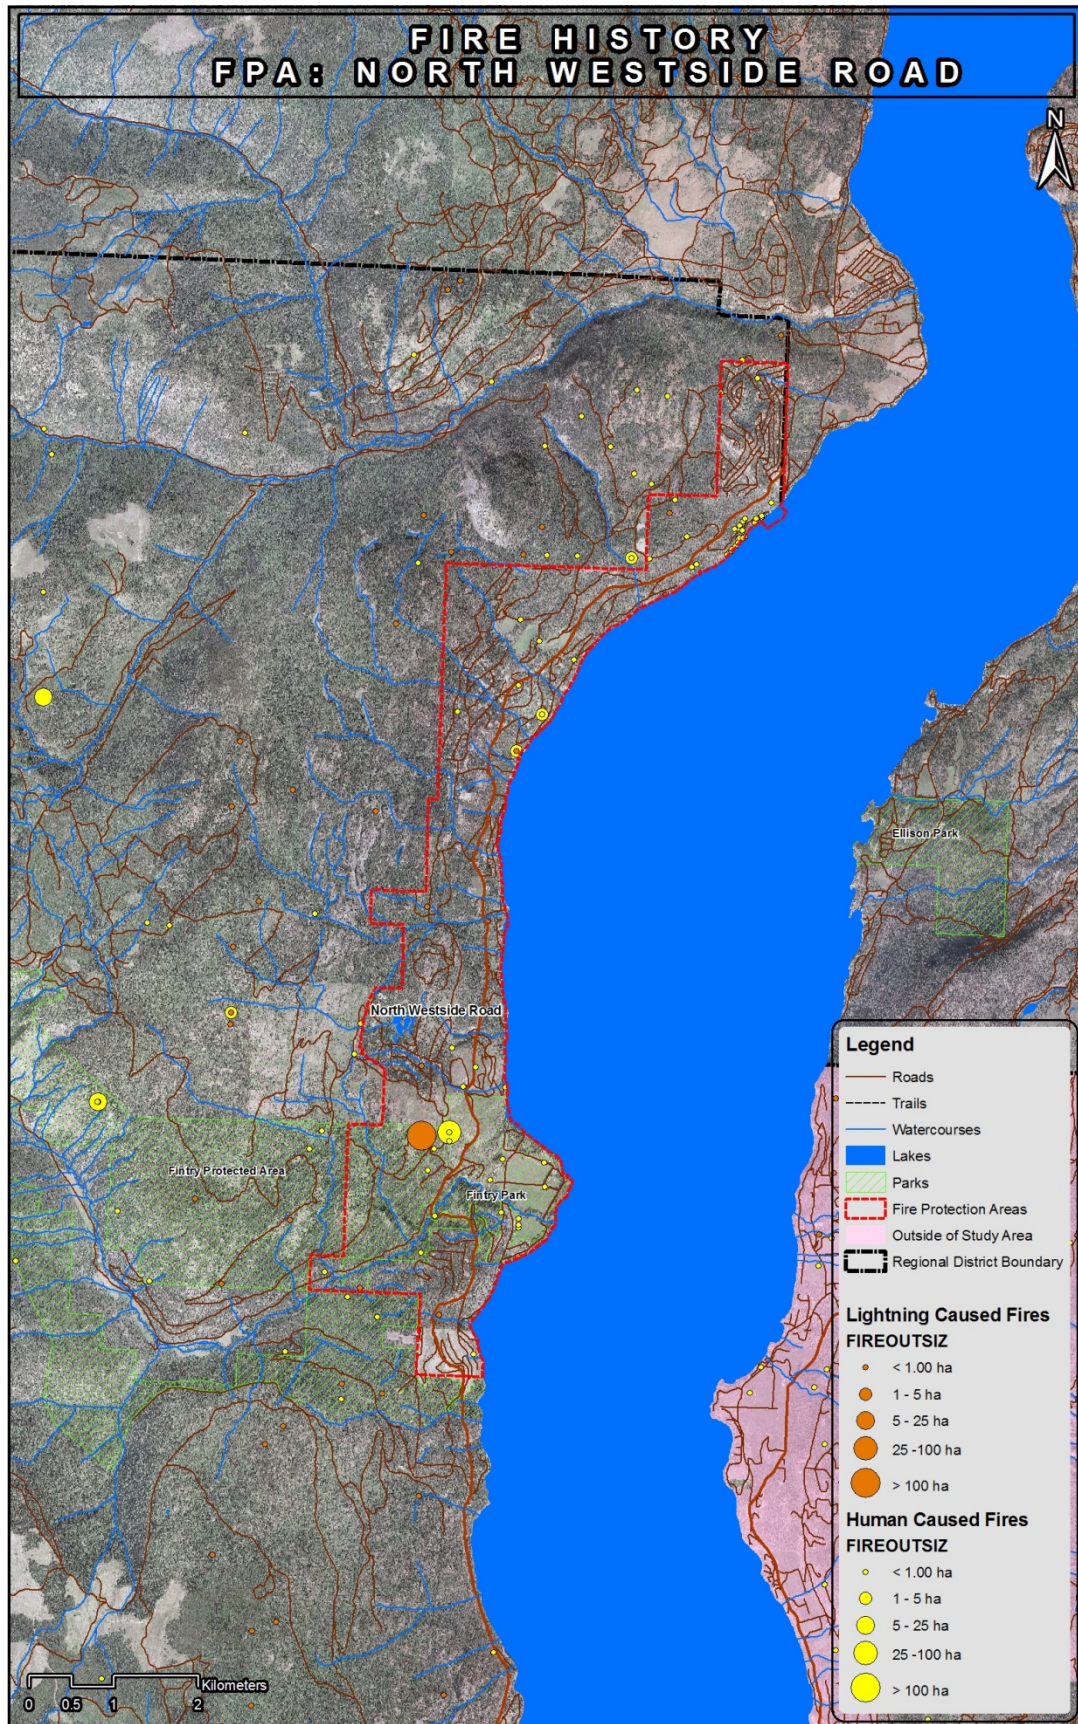 FIRE HISTORY
FPA: NORTH WESTSIDE ROAD
N
Ellison Park
North Westside Road
Fintry Protected Area
Fintry Park
Legend
Roads
Trails
Watercourses
Lakes
Parks
Fire Protection Areas
Outside of Study Area
Regional District Boundary
Lightning Caused Fires
FIREOUTSIZ
< 1.00 ha
1 - 5 ha
5 - 25 ha
25 -100 ha
> 100 ha
Human Caused Fires
FIREOUTSIZ
< 1.00 ha
1 - 5 ha
5 - 25 ha
25 -100 ha
> 100 ha
Kilometers
0 0.5 1 2